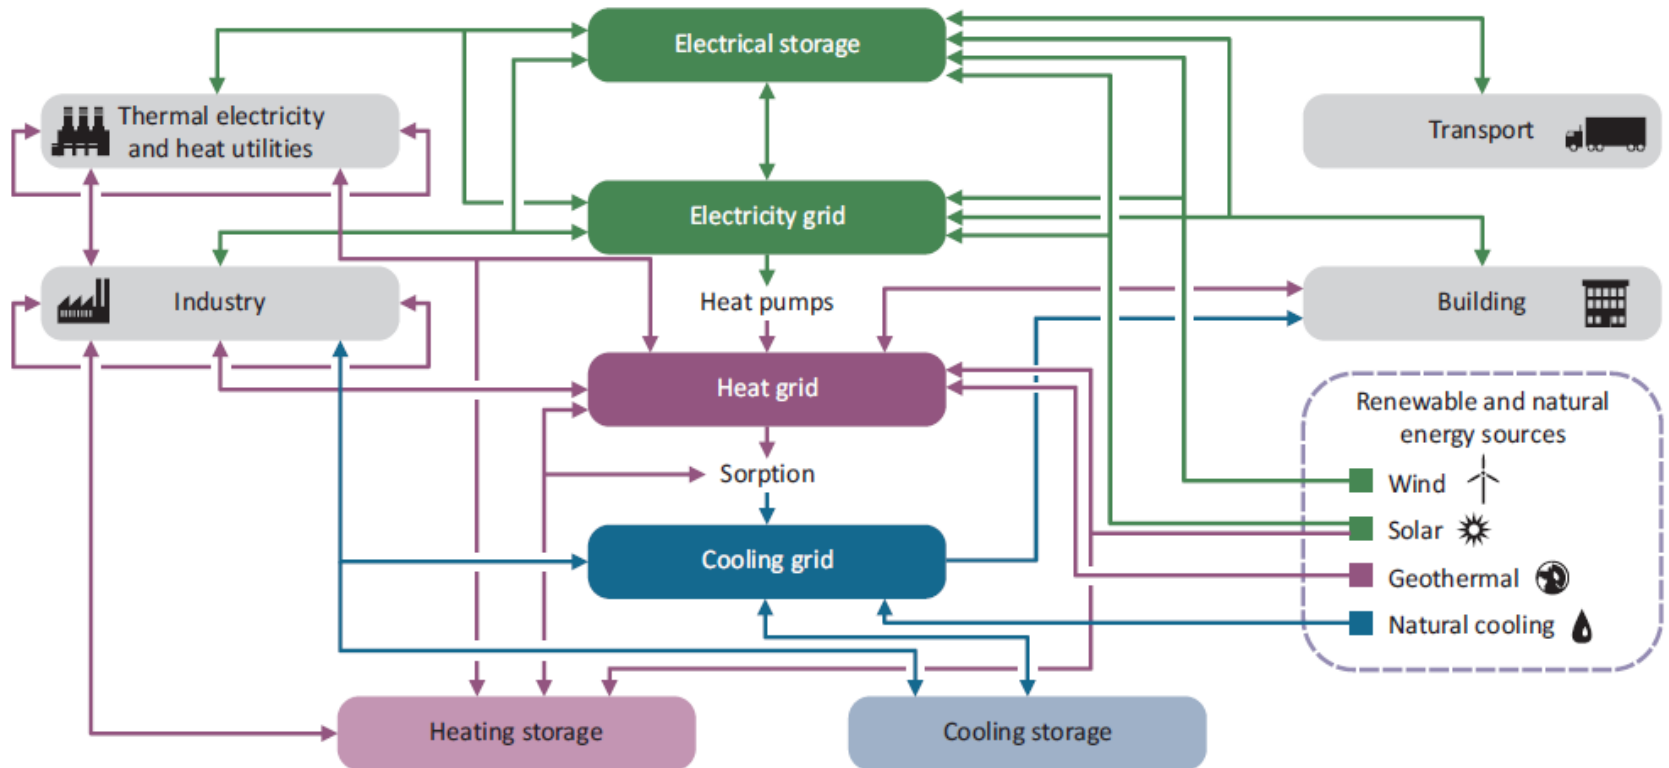 Electrical storage
Thermal electricity
and heat utilities
Transport
Electricity grid
Heat pumps
Industry
Building
Heat grid
Renewable and natural
energy sources
Sorption
Wind
Solar
Cooling grid
Geothermal
Natural cooling
Heating storage
Cooling storage